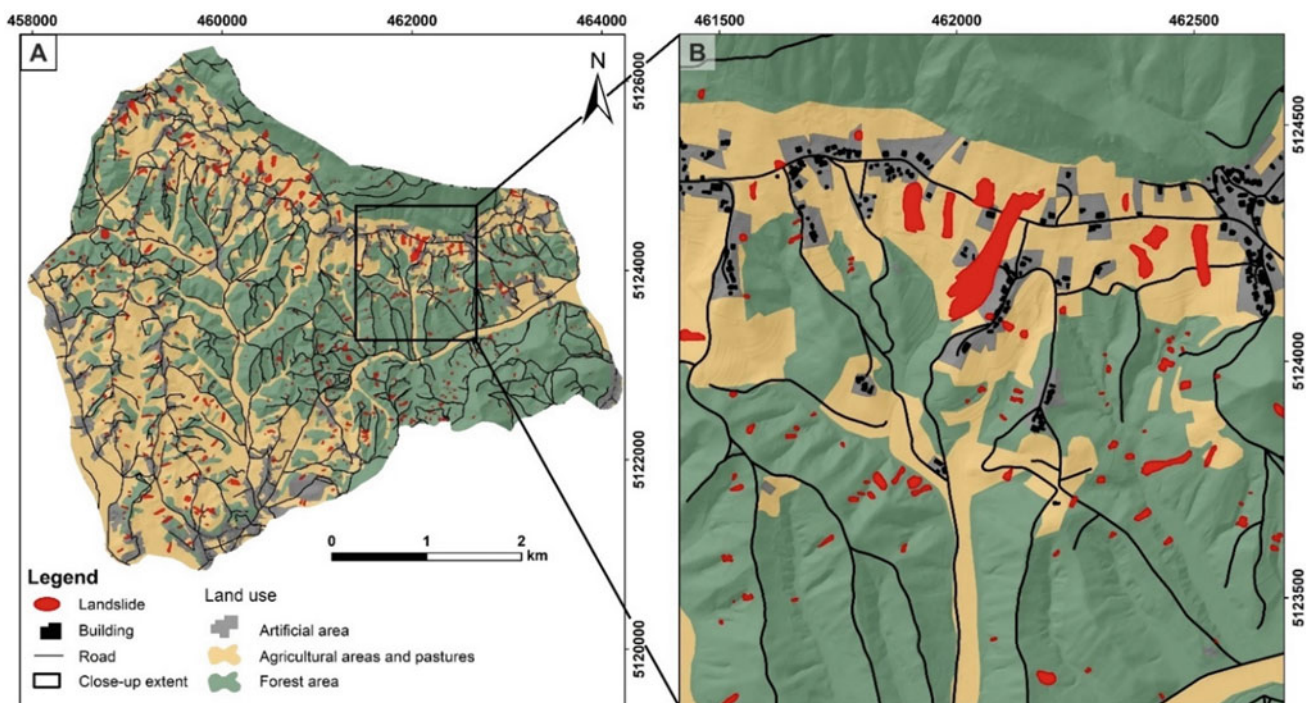 458000 460000 462000 464000
A
N
5126000
5124000
5122000
5120000
0 1 2
km
Legend
Landslide
Building
Road
Close-up extent
Land use
Artificial area
Agricultural areas and pastures
Forest area
461500 462000 462500
B
5124500
5124000
5123500